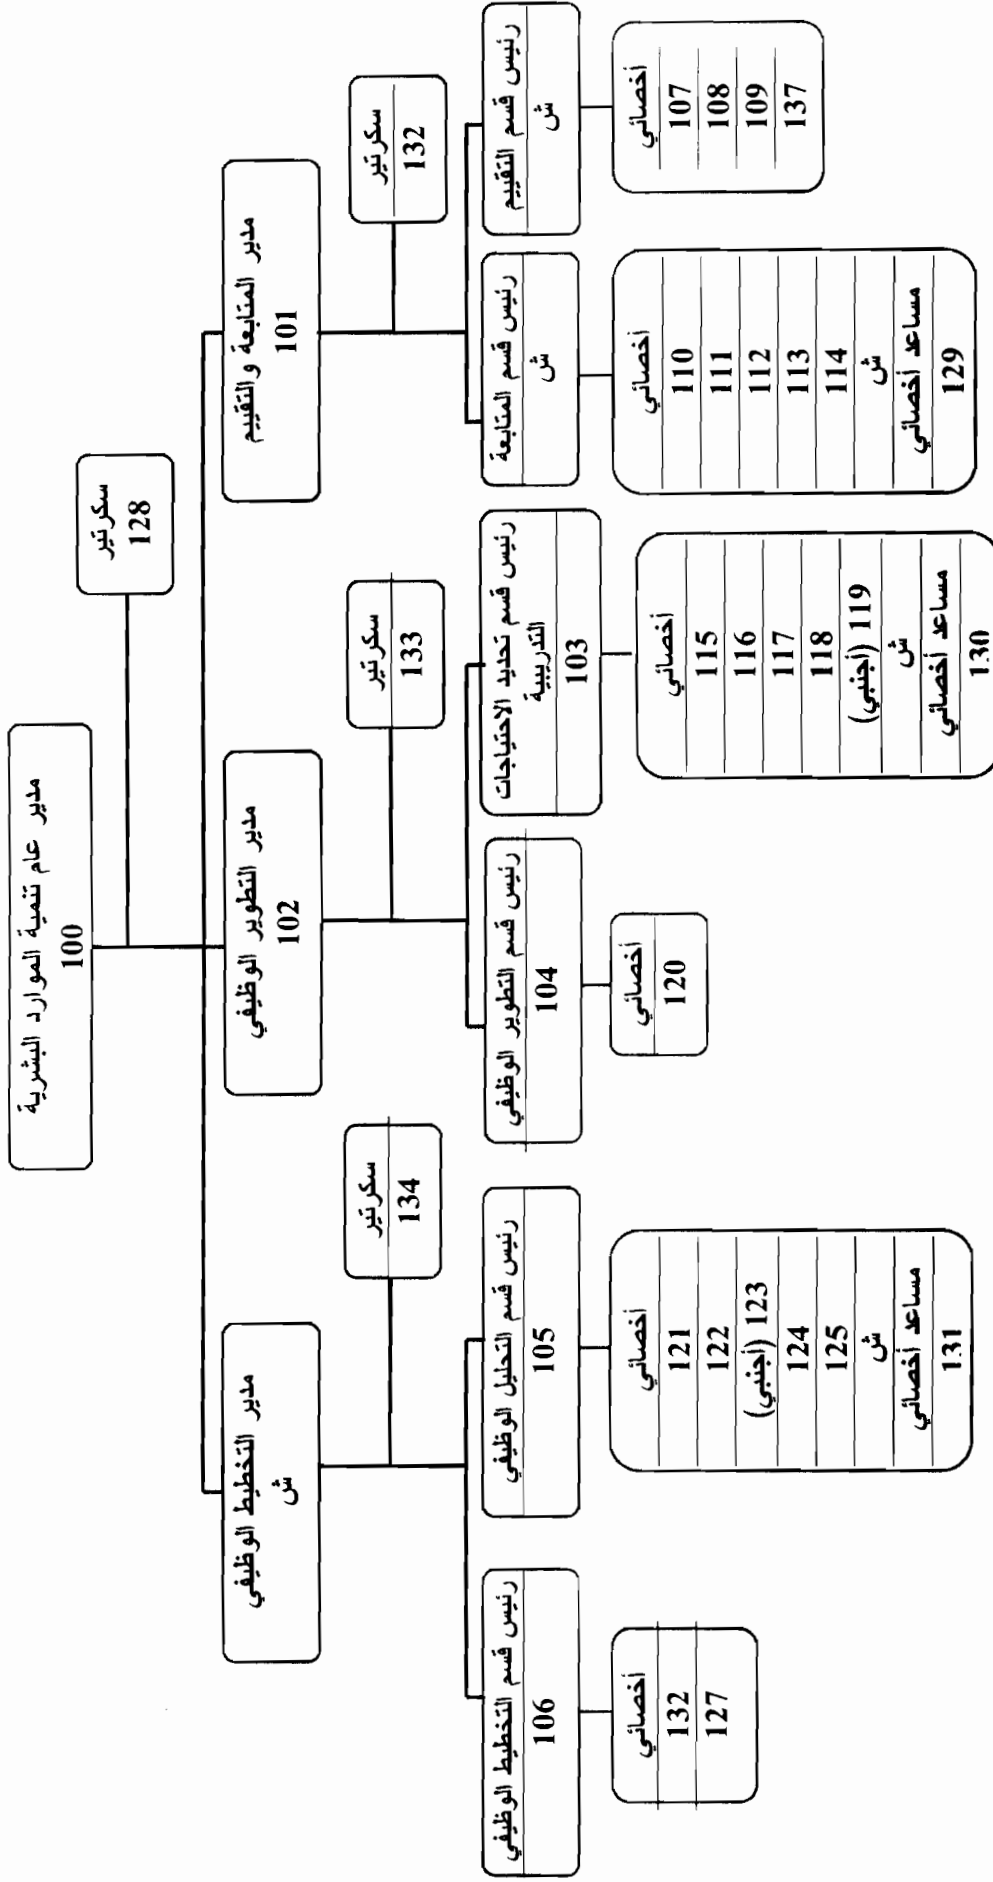 مدير عام تنمية الموارد البشرية
100
سكرتير
128
مدير المتابعة والتقييم
101
مدير التطوير الوظيفي
102
مدير التخطيط الوظيفي
ش
سكرتير
132
سكرتير
133
سكرتير
134
رئيس قسم التقييم
ش
رئيس قسم المتابعة
ش
رئيس قسم تحديد الاحتياجات
التدريبية
103
رئيس قسم التطوير الوظيفي
104
رئيس قسم التحليل الوظيفي
105
رئيس قسم التخطيط الوظيفي
106
أخصائي
107
108
109
137
أخصائي
110
111
112
113
114
ش
مساعد أخصائي
129
أخصائي
115
116
117
118
119 (أجنبي)
ش
مساعد أخصائي
130
أخصائي
120
أخصائي
121
122
123 (أجنبي)
124
125
ش
مساعد أخصائي
131
أخصائي
132
127